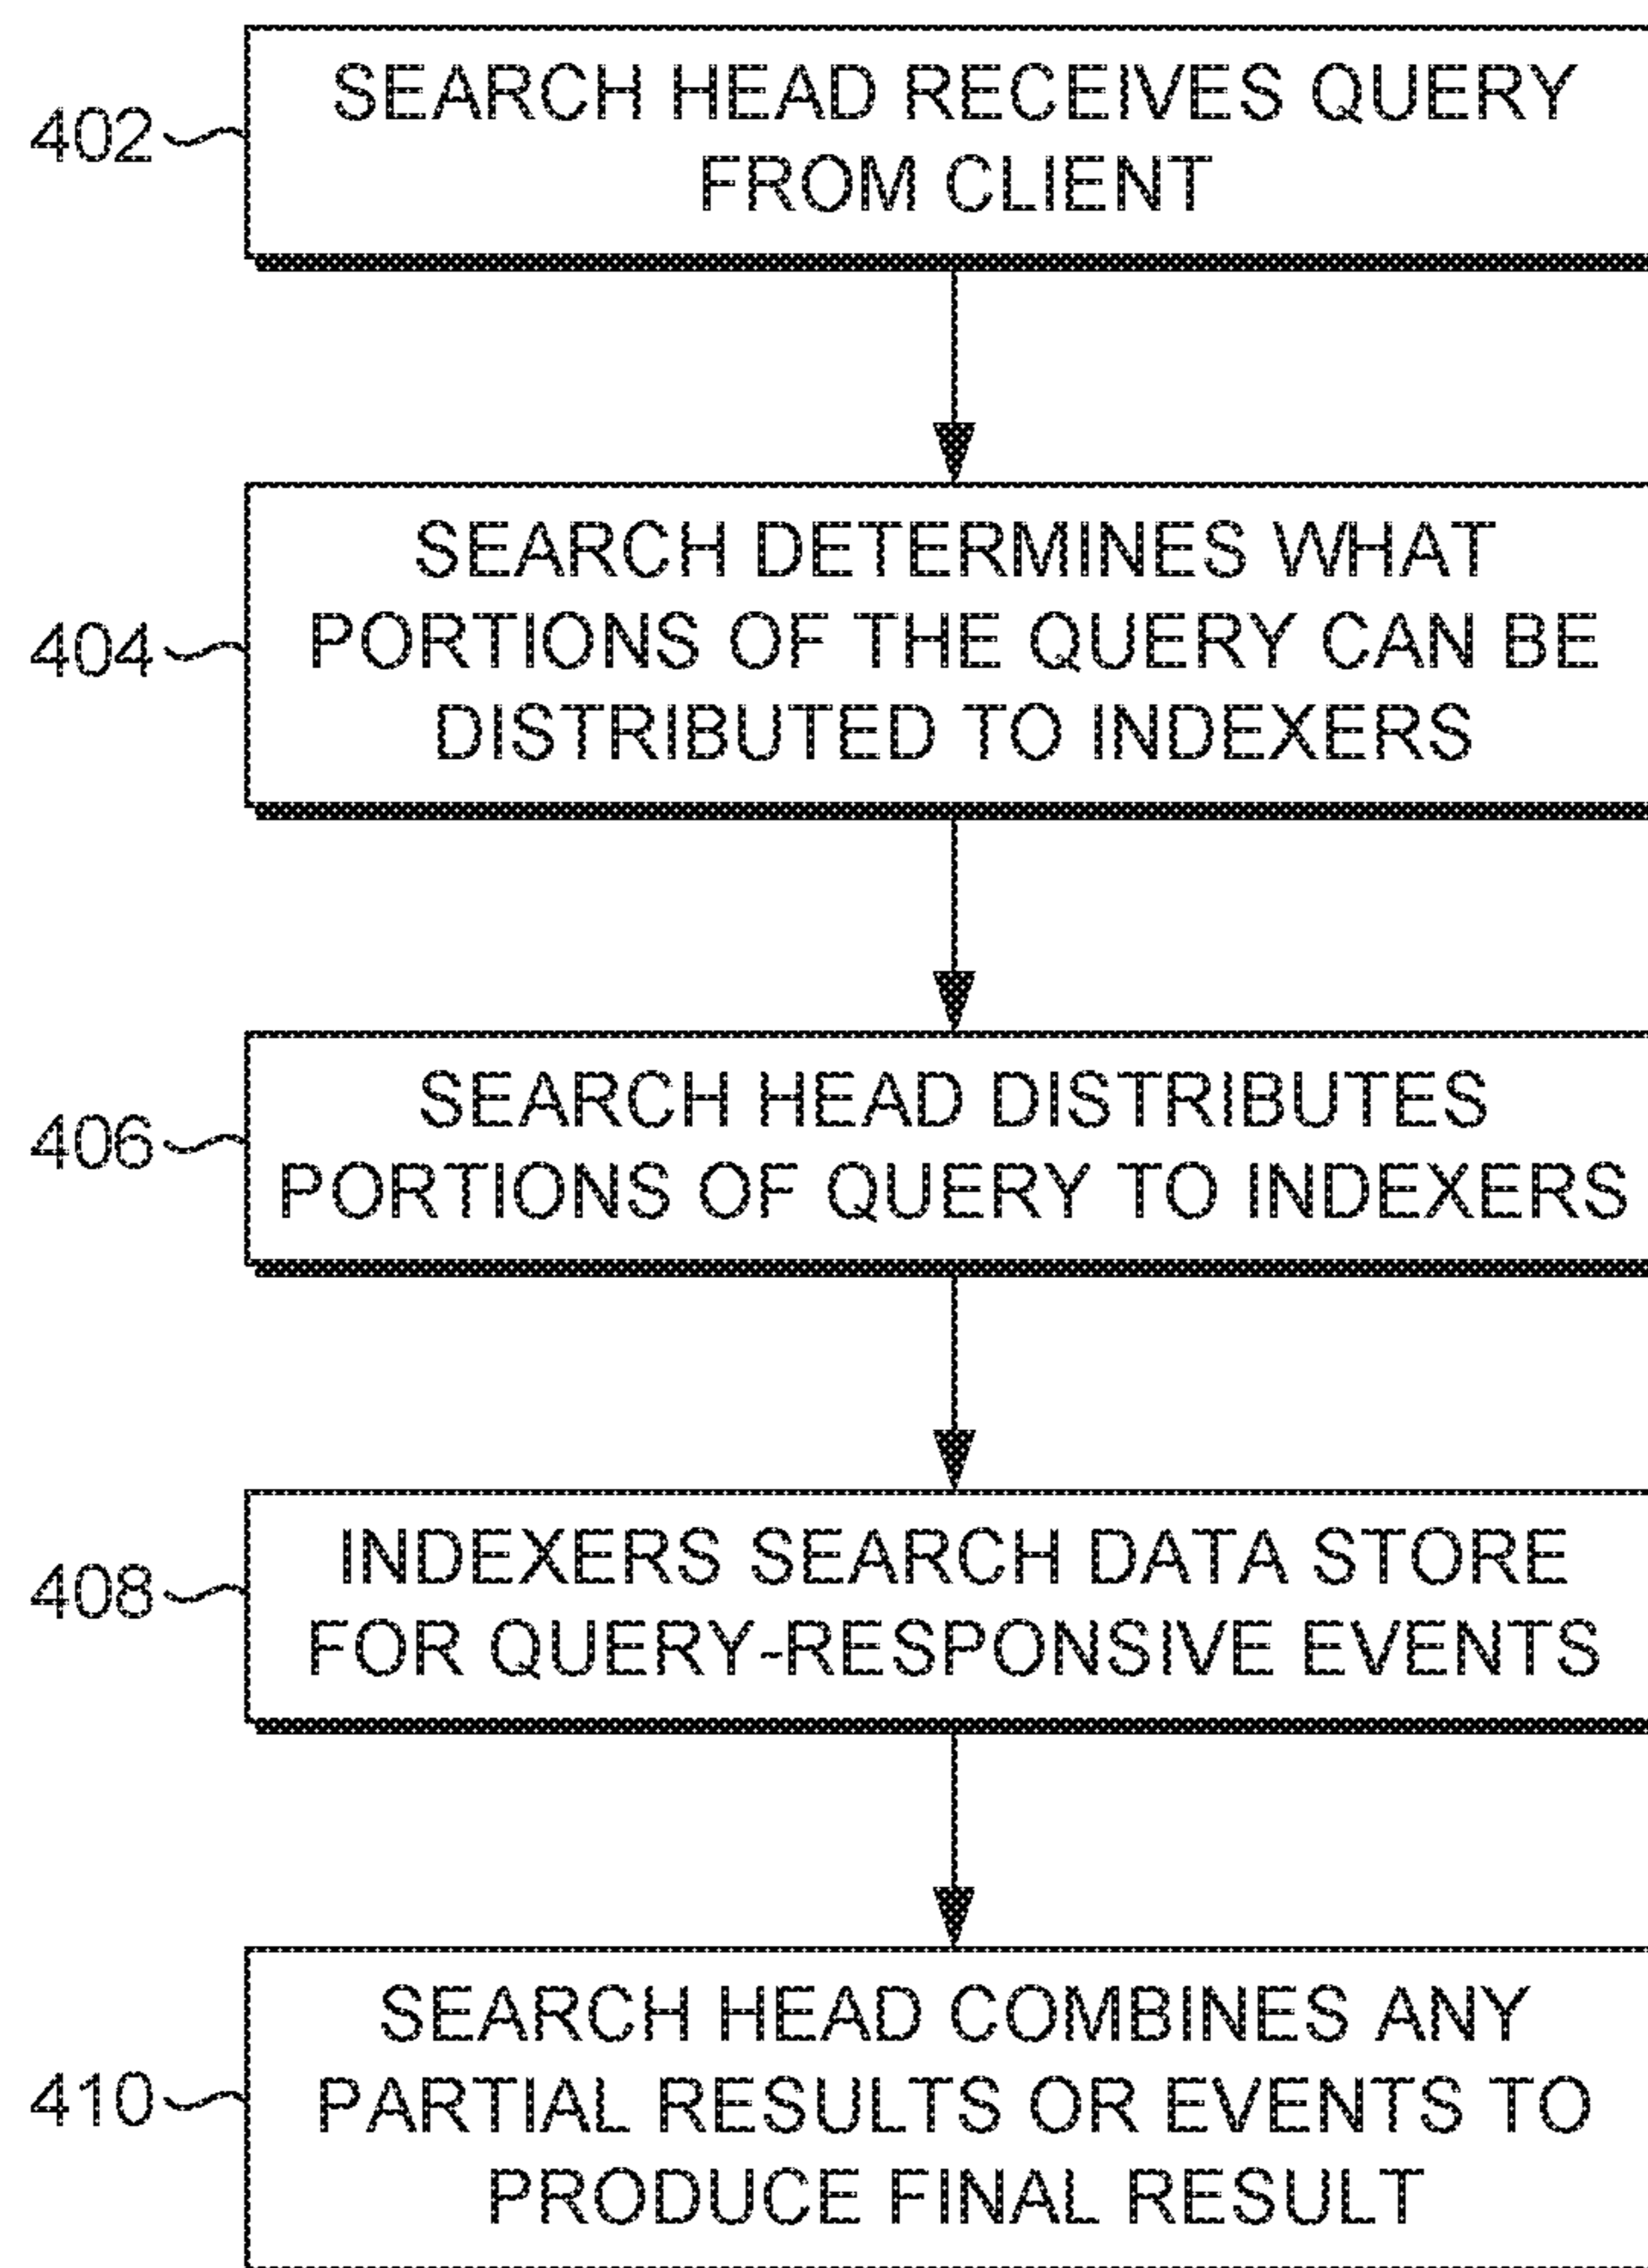 402
SEARCH HEAD RECEIVES QUERY
FROM CLIENT
404
SEARCH DETERMINES WHAT
PORTIONS OF THE QUERY CAN BE
DISTRIBUTED TO INDEXERS
406
SEARCH HEAD DISTRIBUTES
PORTIONS OF QUERY TO INDEXERS
408
INDEXERS SEARCH DATA STORE
FOR QUERY-RESPONSIVE EVENTS
410
SEARCH HEAD COMBINES ANY
PARTIAL RESULTS OR EVENTS TO
PRODUCE FINAL RESULT